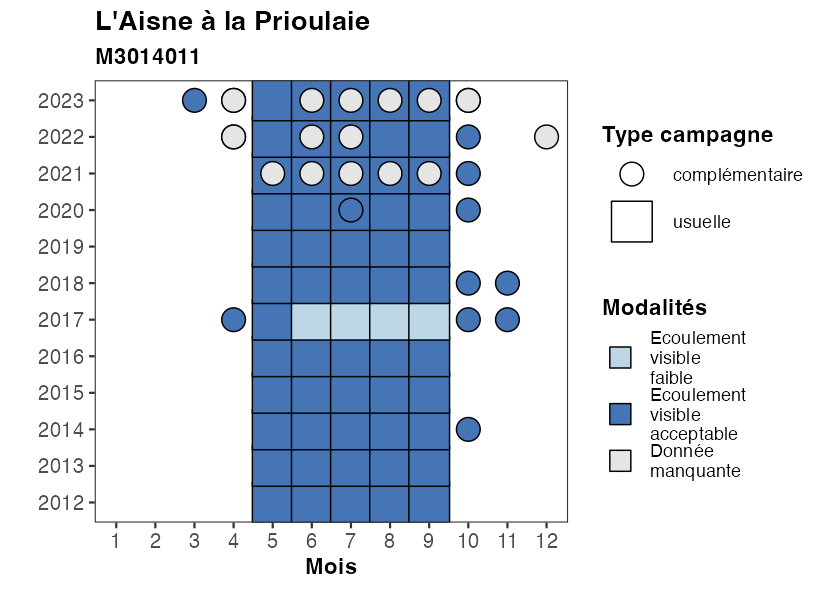 L'Aisne à la Prioulaie
M3014011
2023
2022
2021
2020
2019
2018
2017
2016
2015
2014
2013
2012
1 2 3 4 5 6 7 8 9 10 11 12
Mois
Type campagne
complémentaire
usuelle
Modalités
Ecoulement
visible
faible
Ecoulement
visible
acceptable
Donnée
manquante